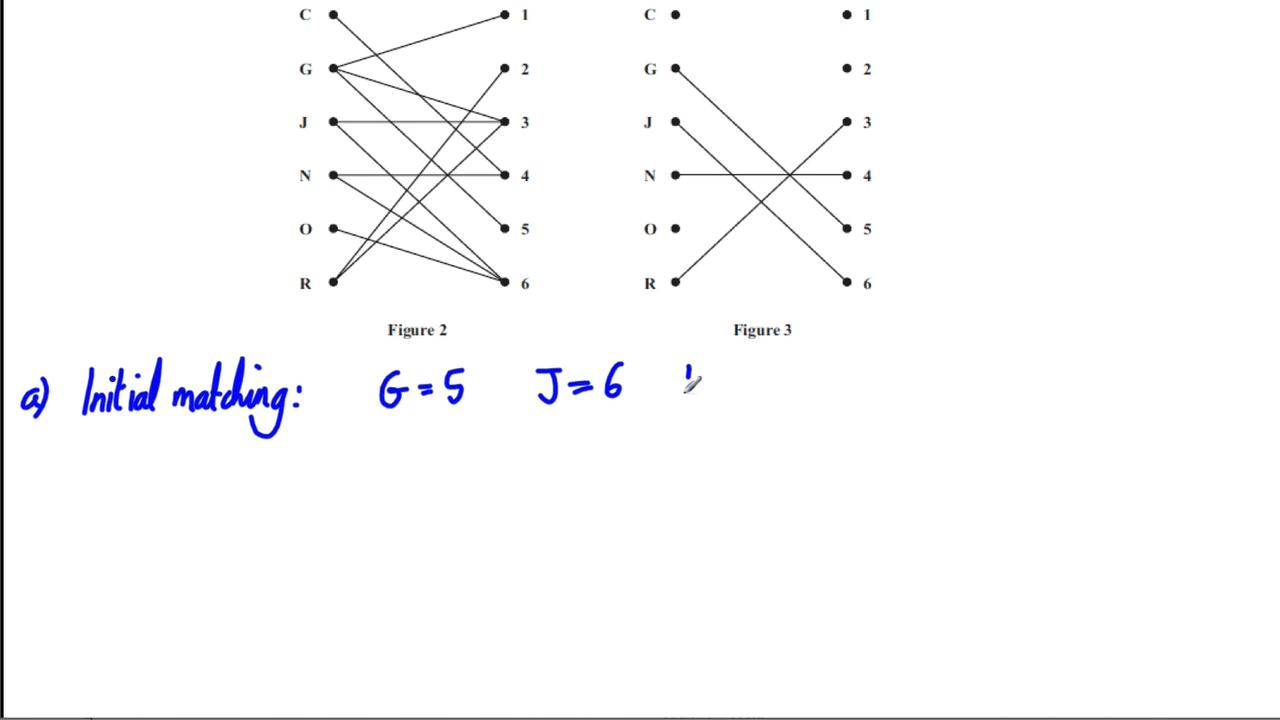 C 1 C 1
G 2 G 2
J 3 J 3
N 4 N 4
O 5 O 5
R 6 R 6
Figure 2 Figure 3
a) Initial matching: G = 5 J = 6